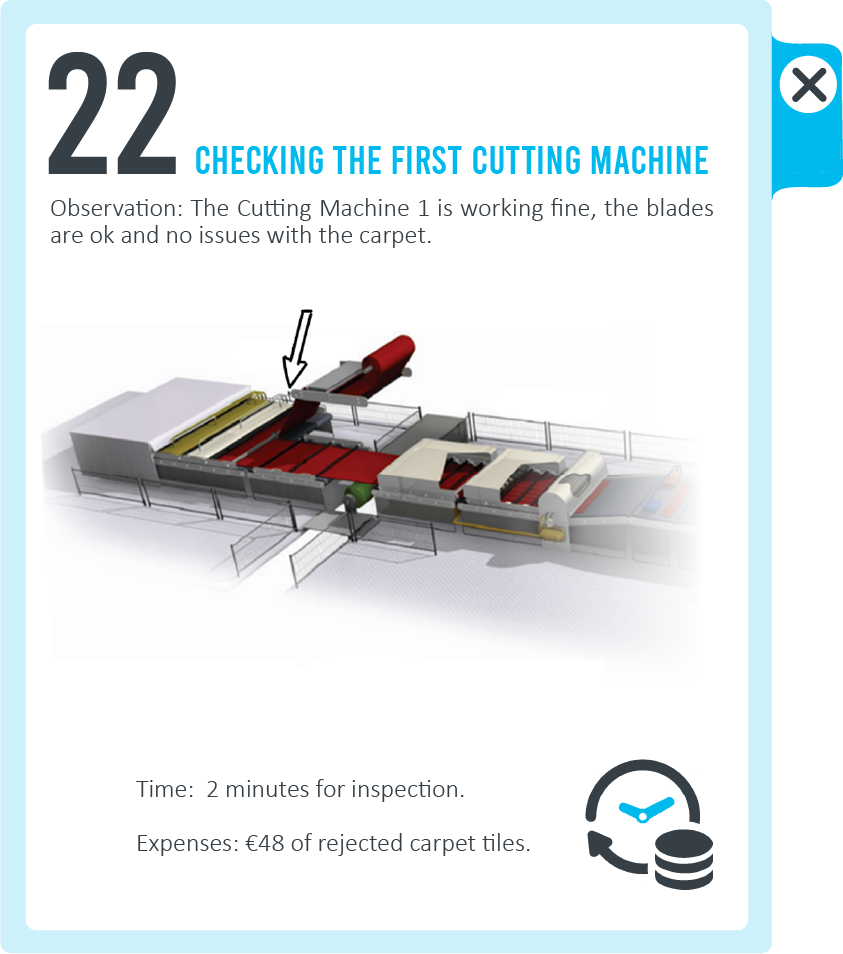 22 CHECKING THE FIRST CUTTING MACHINE
Observation: The Cutting Machine 1 is working fine, the blades
are ok and no issues with the carpet.
Time:  2 minutes for inspection.
Expenses: €48 of rejected carpet tiles.